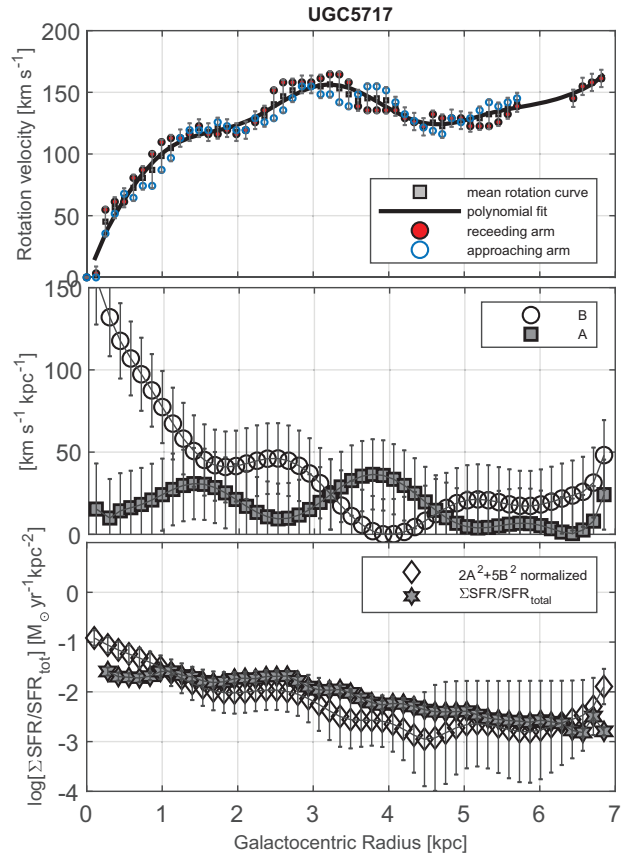 UGC5717
200
150
100
50
0
Rotation velocity [km s-1]
mean rotation curve
polynomial fit
receeding arm
approaching arm
150
100
50
0
[km s-1 kpc-1]
B
A
0
-1
-2
-3
-4
log[ΣSFR/SFRtot] [M⊙ yr-1kpc-2]
2A2+5B2 normalized
ΣSFR/SFRtotal
0 1 2 3 4 5 6 7
Galactocentric Radius [kpc]